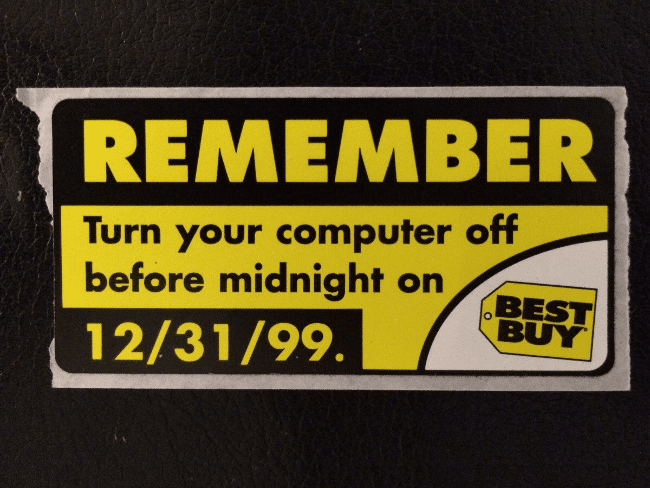 REMEMBER
Turn your computer off
before midnight on
12/31/99.
BEST
BUY